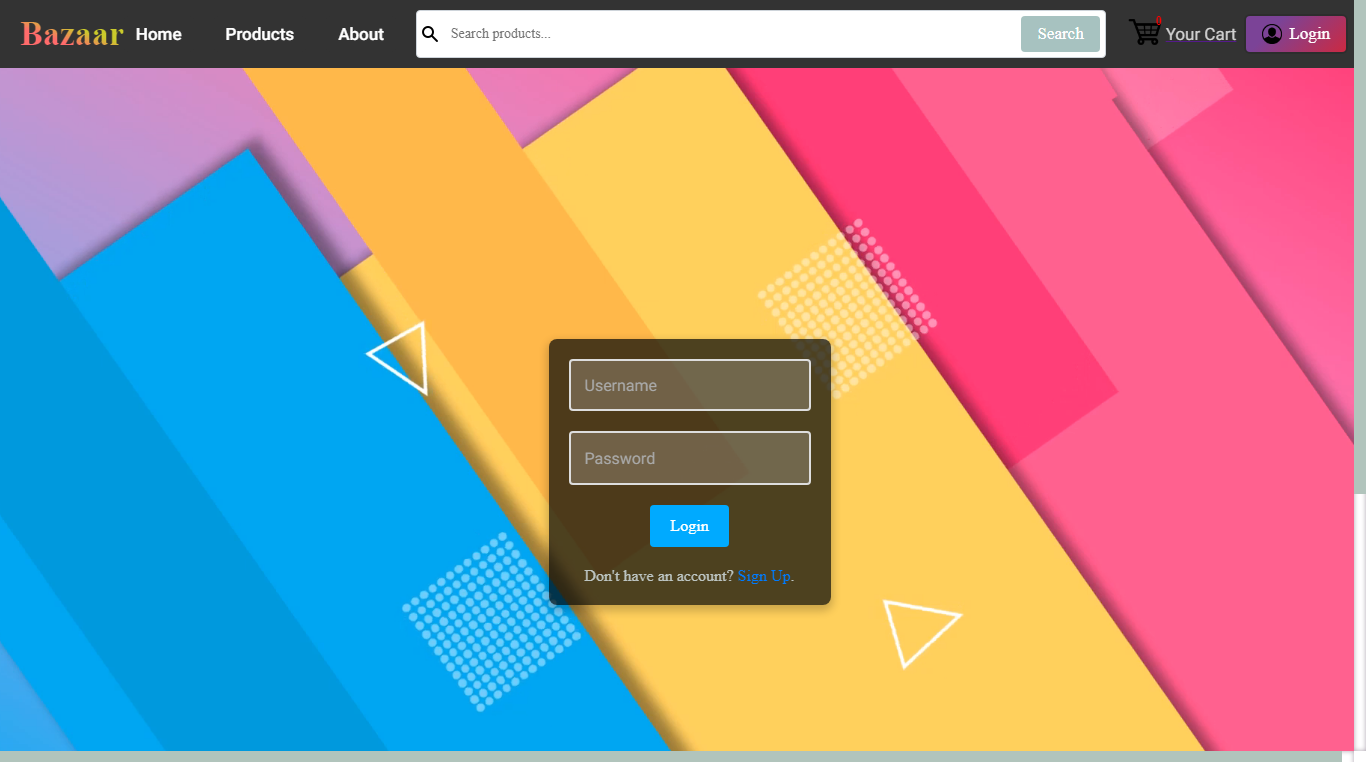 Bazaar Home Products About Search products... Search 0 Your Cart Login
Username
Password
Login
Don't have an account? Sign Up.